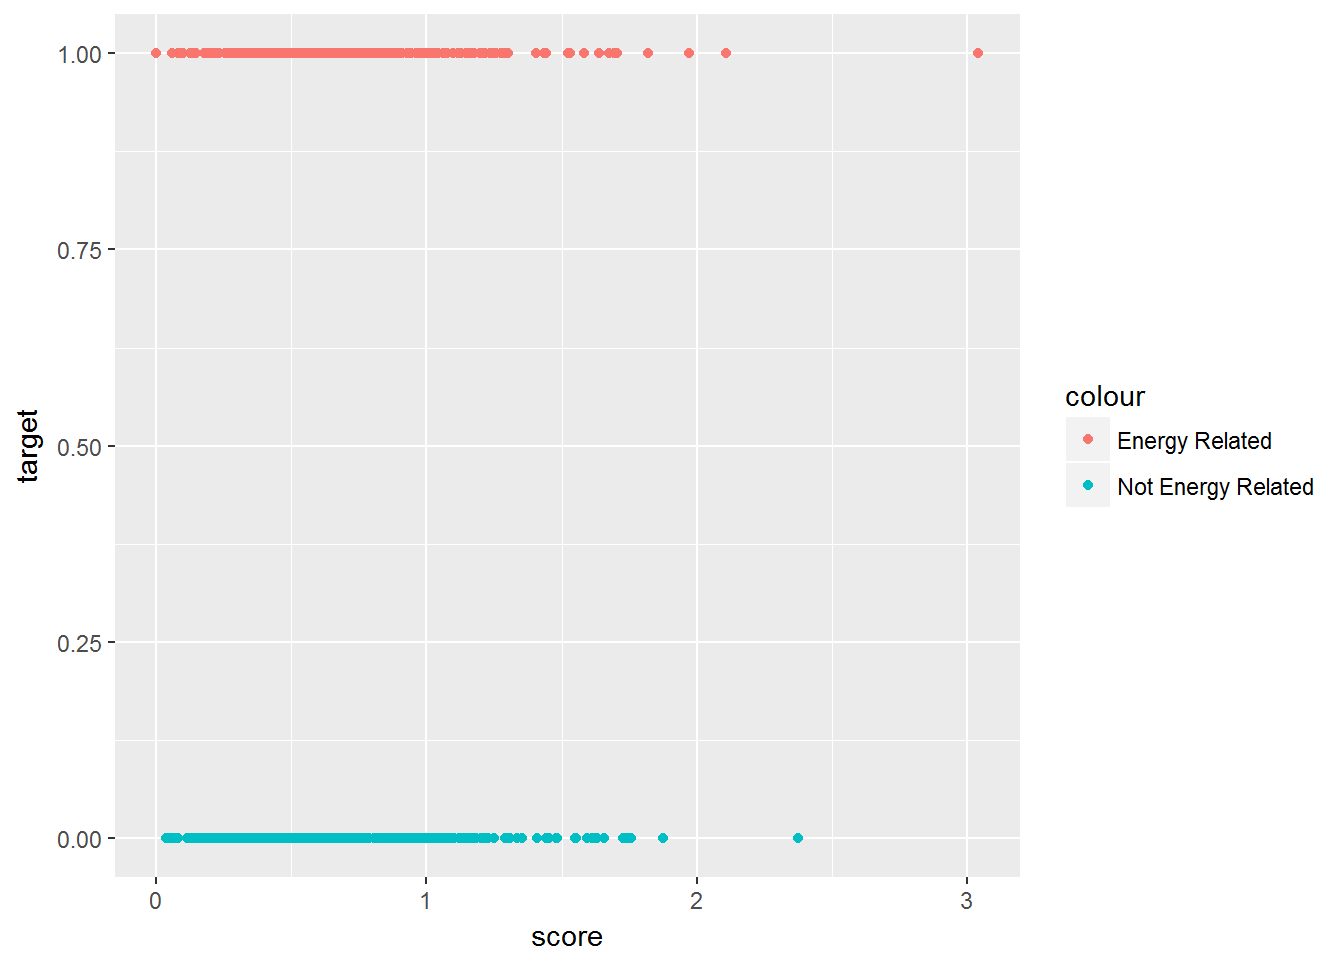 1.00
0.75
0.50
0.25
0.00
target
0
1
2
3
score
colour
Energy Related
Not Energy Related